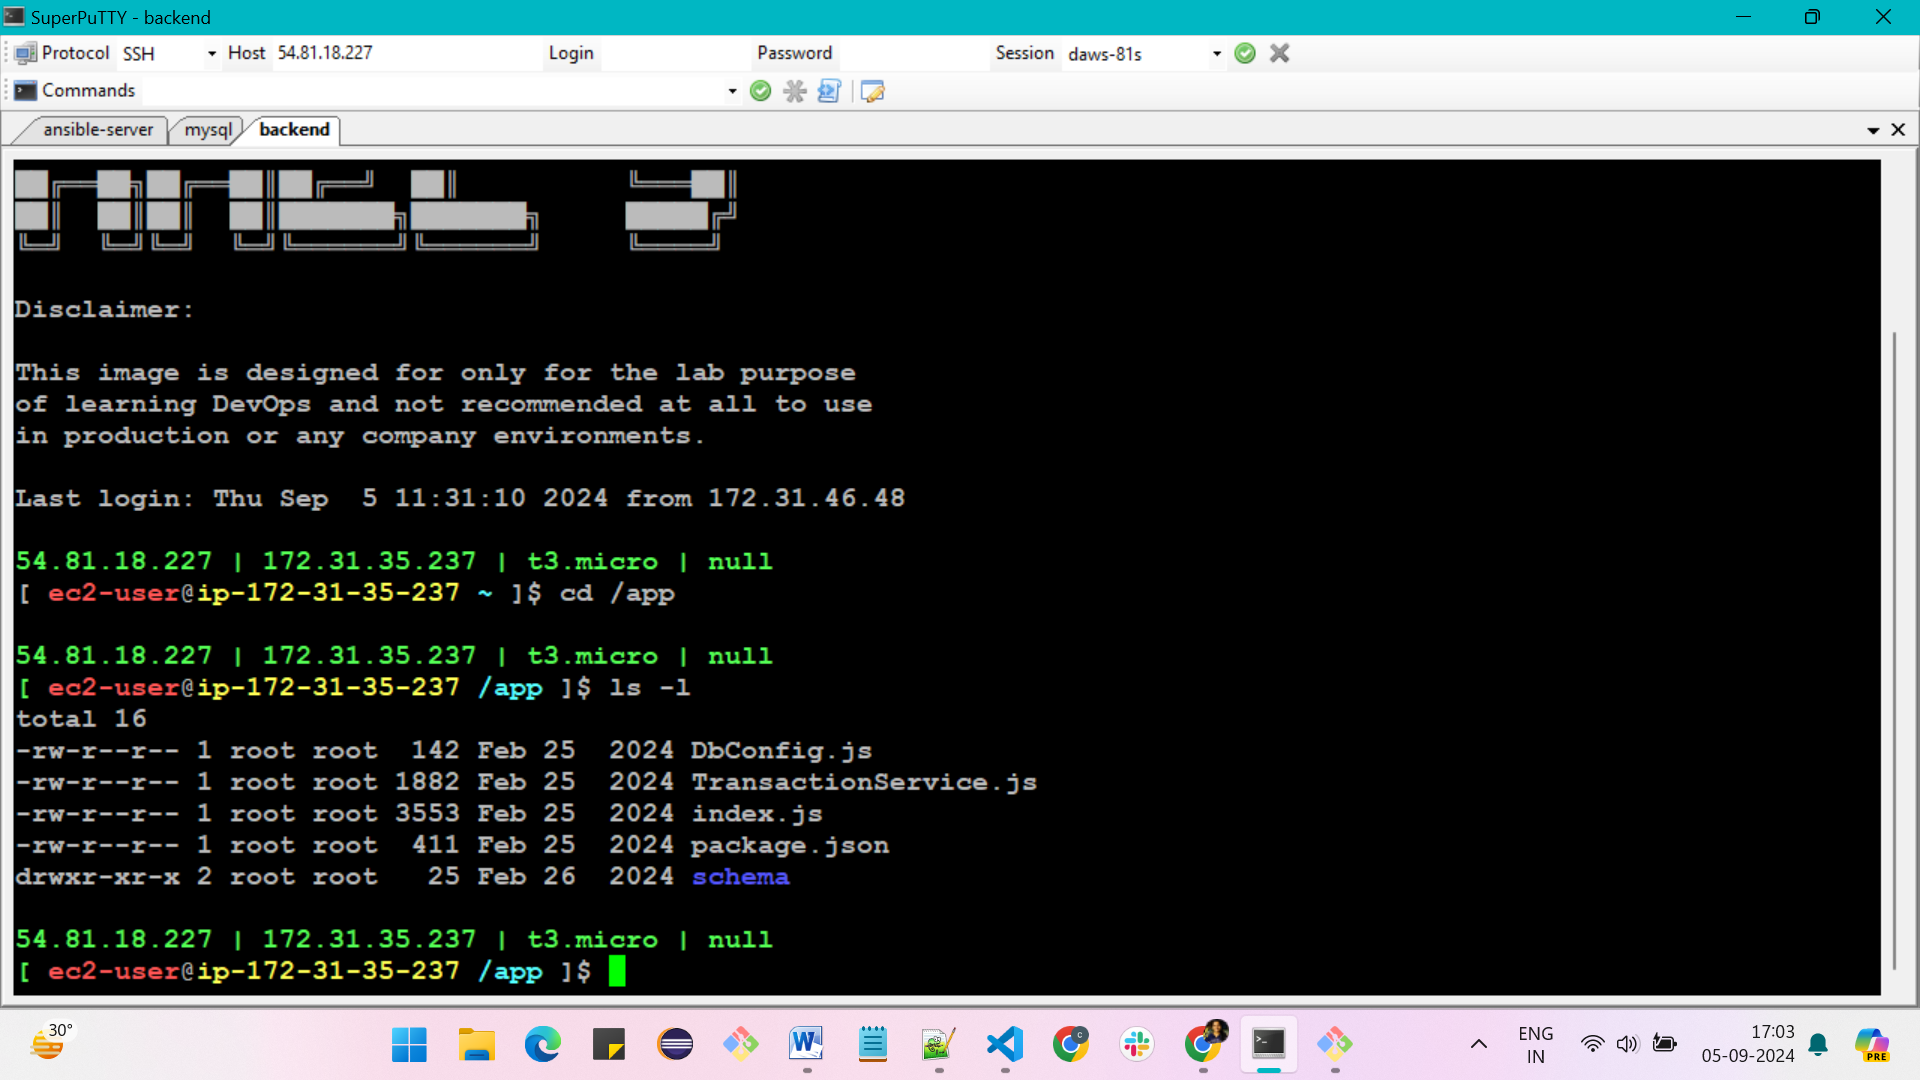 SuperPuTTY - backend
Protocol SSH Host 54.81.18.227 Login Password Session daws-81s
Commands
ansible-server mysql backend
Disclaimer:
This image is designed for only for the lab purpose
of learning DevOps and not recommended at all to use
in production or any company environments.
Last login: Thu Sep  5 11:31:10 2024 from 172.31.46.48
54.81.18.227 | 172.31.35.237 | t3.micro | null
[ ec2-user@ip-172-31-35-237 ~ ]$ cd /app
54.81.18.227 | 172.31.35.237 | t3.micro | null
[ ec2-user@ip-172-31-35-237 /app ]$ ls -l
total 16
-rw-r--r-- 1 root root  142 Feb 25  2024 DbConfig.js
-rw-r--r-- 1 root root 1882 Feb 25  2024 TransactionService.js
-rw-r--r-- 1 root root 3553 Feb 25  2024 index.js
-rw-r--r-- 1 root root  411 Feb 25  2024 package.json
drwxr-xr-x 2 root root   25 Feb 26  2024 schema
54.81.18.227 | 172.31.35.237 | t3.micro | null
[ ec2-user@ip-172-31-35-237 /app ]$
30°
ENG
IN
17:03
05-09-2024
PRE